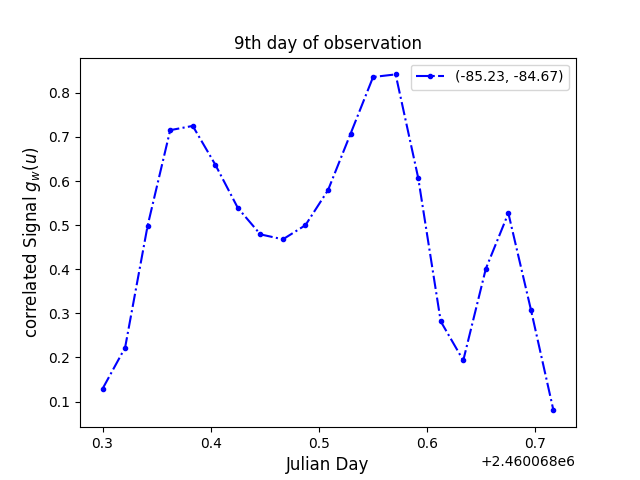 9th day of observation
(-85.23, -84.67)
correlated Signal g_w(u)
0.8
0.7
0.6
0.5
0.4
0.3
0.2
0.1
0.3 0.4 0.5 0.6 0.7
Julian Day
+2.460068e6